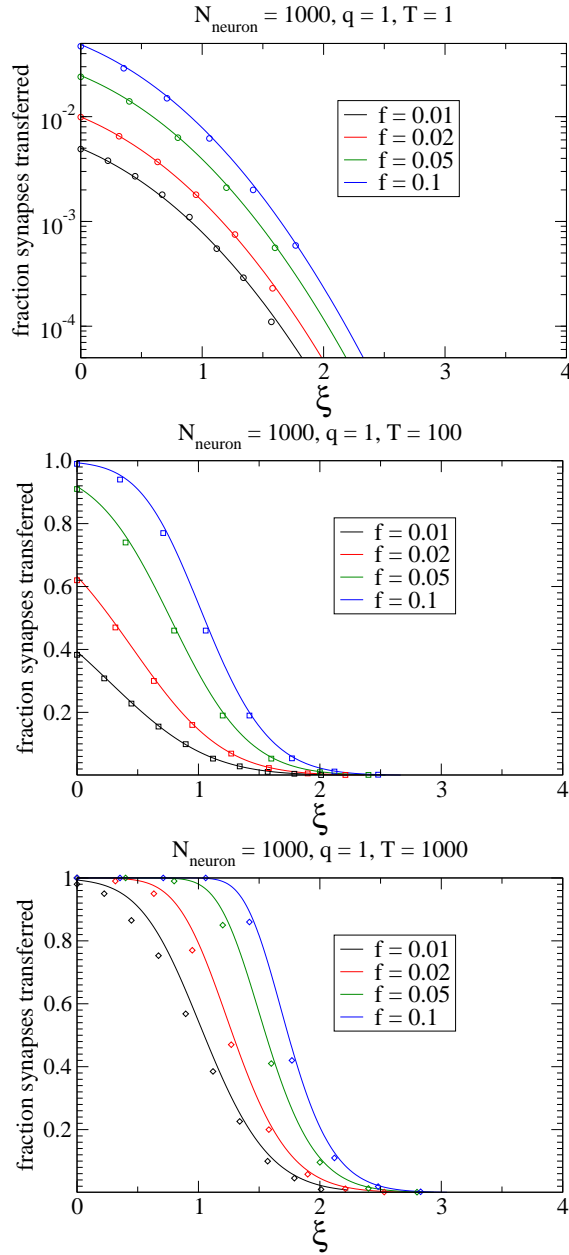 N_neuron = 1000, q = 1, T = 1
fraction synapses transferred
10^-2
10^-3
10^-4
f = 0.01
f = 0.02
f = 0.05
f = 0.1
0 1 2 3 4
ξ
N_neuron = 1000, q = 1, T = 100
fraction synapses transferred
1.0
0.8
0.6
0.4
0.2
f = 0.01
f = 0.02
f = 0.05
f = 0.1
0 1 2 3 4
ξ
N_neuron = 1000, q = 1, T = 1000
fraction synapses transferred
1
0.8
0.6
0.4
0.2
f = 0.01
f = 0.02
f = 0.05
f = 0.1
0 1 2 3 4
ξ